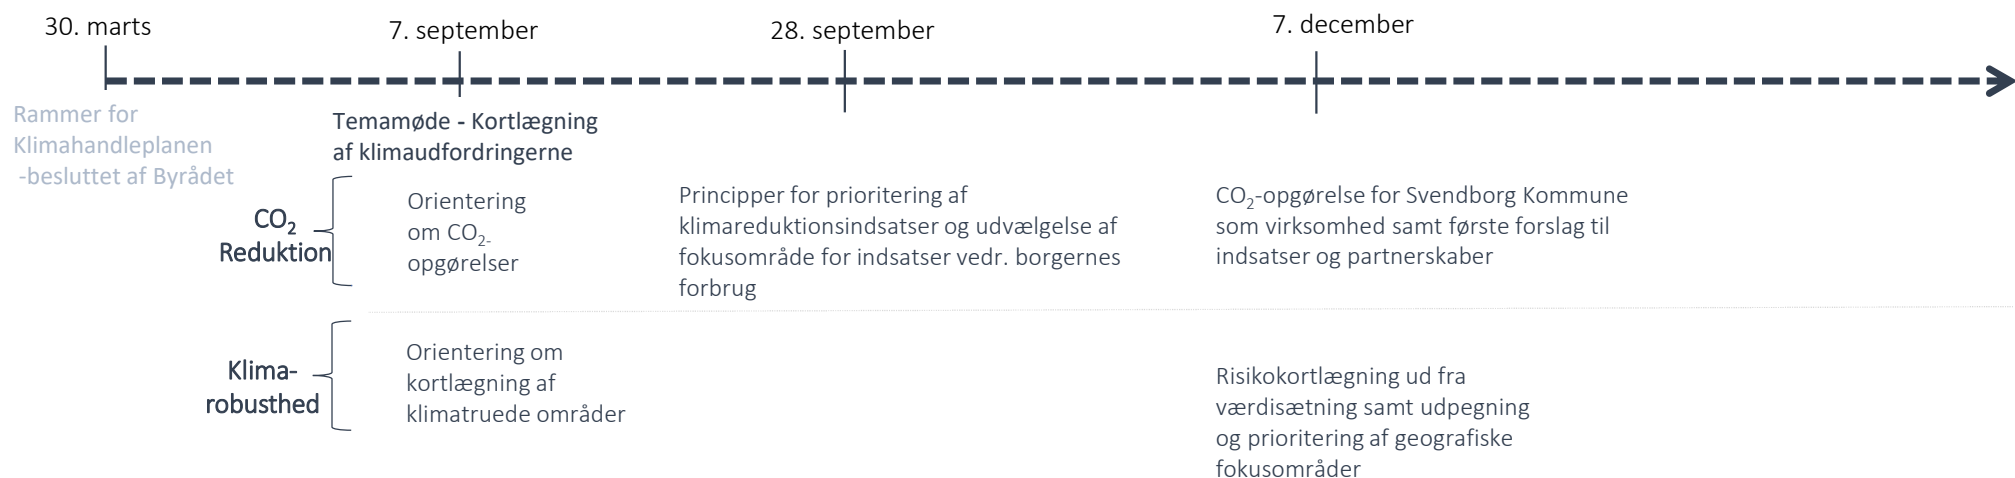 30. marts
7. september
28. september
7. december
Rammer for
Klimahandleplanen
-besluttet af Byrådet
Temamøde - Kortlægning
af klimaudfordringerne
CO₂
Reduktion
Orientering
om CO₂-
opgørelser
Principper for prioritering af
klimareduktionsindsatser og udvælgelse af
fokusområde for indsatser vedr. borgernes
forbrug
CO₂-opgørelse for Svendborg Kommune
som virksomhed samt første forslag til
indsatser og partnerskaber
Klima-
robusthed
Orientering om
kortlægning af
klimatruede områder
Risikokortlægning ud fra
værdisætning samt udpegning
og prioritering af geografiske
fokusområder